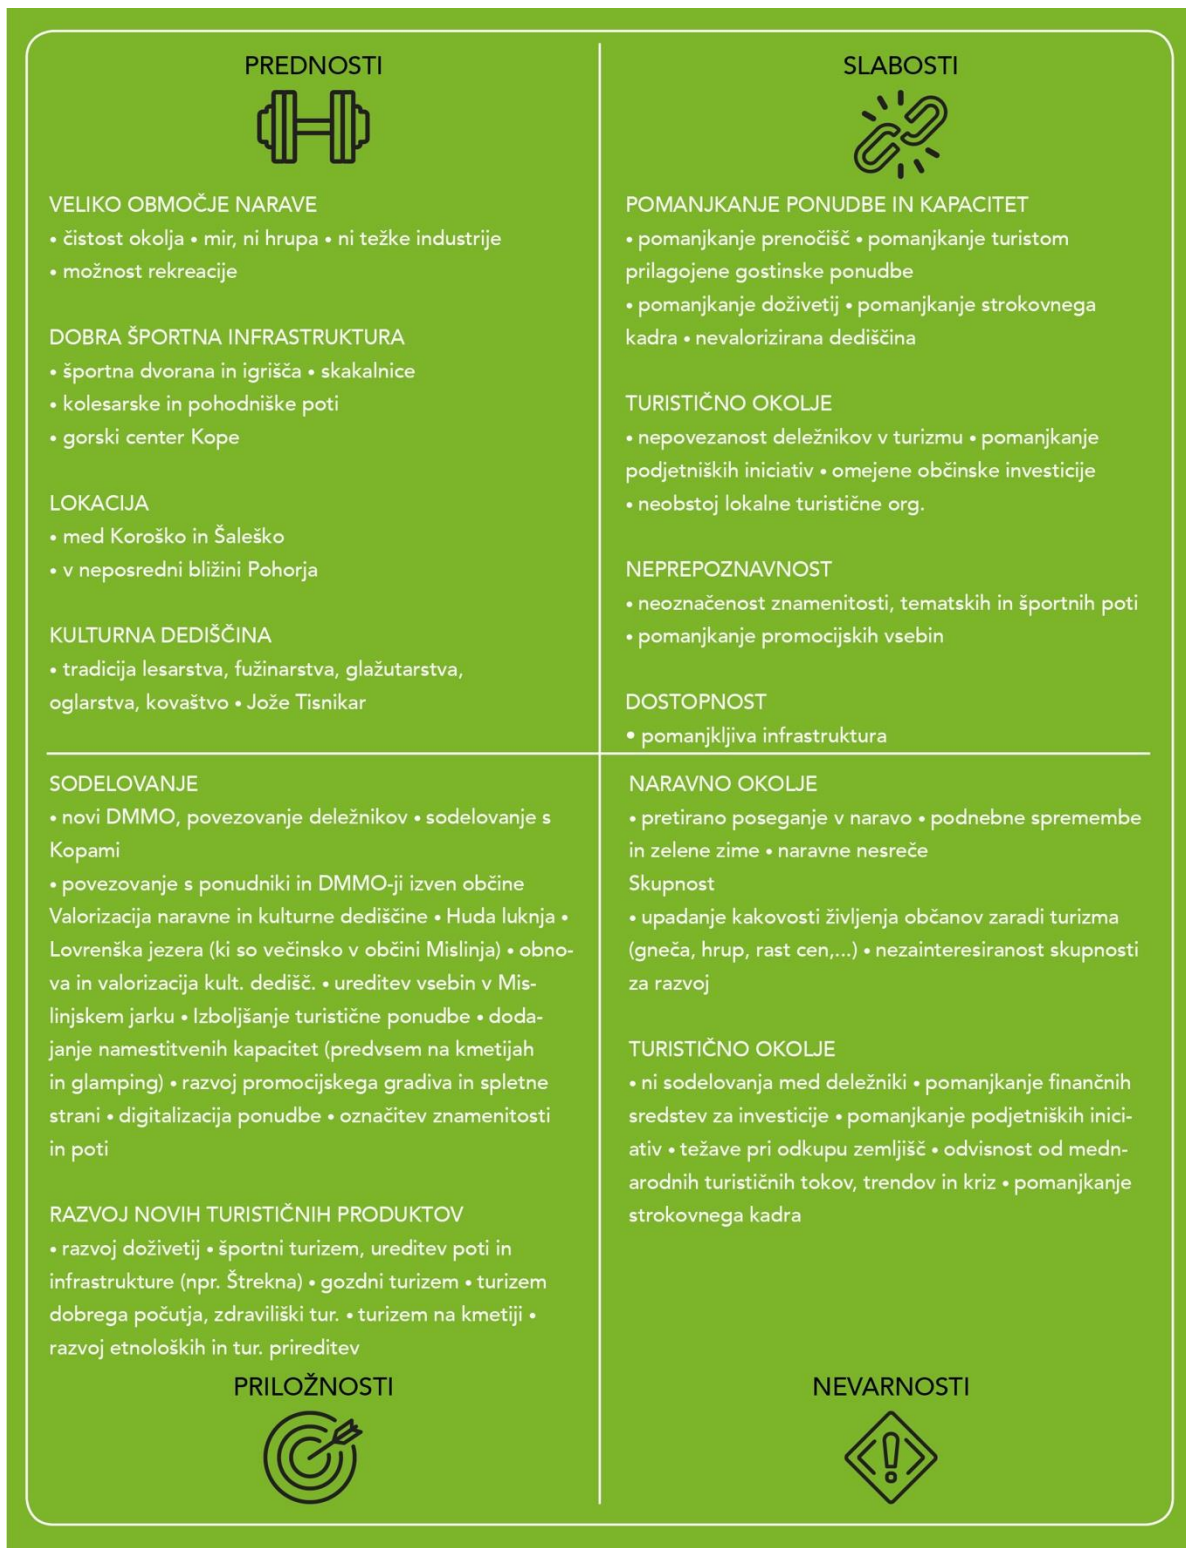 PREDNOSTI
VELIKO OBMOČJE NARAVE
• čistost okolja • mir, ni hrupa • ni težke industrije
• možnost rekreacije
DOBRA ŠPORTNA INFRASTRUKTURA
• športna dvorana in igrišča • skakalnice
• kolesarske in pohodniške poti
• gorski center Kope
LOKACIJA
• med Koroško in Šaleško
• v neposredni bližini Pohorja
KULTURNA DEDIŠČINA
• tradicija lesarstva, fužinarstva, glažutarstva,
oglarstva, kovaštvo • Jože Tisnikar
SLABOSTI
POMANJKANJE PONUDBE IN KAPACITET
• pomanjkanje prenočišč • pomanjkanje turistom
prilagojene gostinske ponudbe
• pomanjkanje doživetij • pomanjkanje strokovnega
kadra • nevalorizirana dediščina
TURISTIČNO OKOLJE
• nepovezanost deležnikov v turizmu • pomanjkanje
podjetniških iniciativ • omejene občinske investicije
• neobstoj lokalne turistične org.
NEPREPOZNAVNOST
• neoznačenost znamenitosti, tematskih in športnih poti
• pomanjkanje promocijskih vsebin
DOSTOPNOST
• pomanjkljiva infrastruktura
SODELOVANJE
• novi DMMO, povezovanje deležnikov • sodelovanje s
Kopami
• povezovanje s ponudniki in DMMO-ji izven občine
Valorizacija naravne in kulturne dediščine • Huda luknja •
Lovrenška jezera (ki so večinsko v občini Mislinja) • obno-
va in valorizacija kult. dedišč. • ureditev vsebin v Mis-
linjskem jarku • Izboljšanje turistične ponudbe • doda-
janje namestitvenih kapacitet (predvsem na kmetijah
in glamping) • razvoj promocijskega gradiva in spletne
strani • digitalizacija ponudbe • označitev znamenitosti
in poti
RAZVOJ NOVIH TURISTIČNIH PRODUKTOV
• razvoj doživetij • športni turizem, ureditev poti in
infrastrukture (npr. Štrekna) • gozdni turizem • turizem
dobrega počutja, zdraviliški tur. • turizem na kmetiji •
razvoj etnoloških in tur. prireditev
PRILOŽNOSTI
NARAVNO OKOLJE
• pretirano poseganje v naravo • podnebne spremembe
in zelene zime • naravne nesreče
Skupnost
• upadanje kakovosti življenja občanov zaradi turizma
(gneča, hrup, rast cen,...) • nezainteresiranost skupnosti
za razvoj
TURISTIČNO OKOLJE
• ni sodelovanja med deležniki • pomanjkanje finančnih
sredstev za investicije • pomanjkanje podjetniških inici-
ativ • težave pri odkupu zemljišč • odvisnost od medn-
arodnih turističnih tokov, trendov in kriz • pomanjkanje
strokovnega kadra
NEVARNOSTI